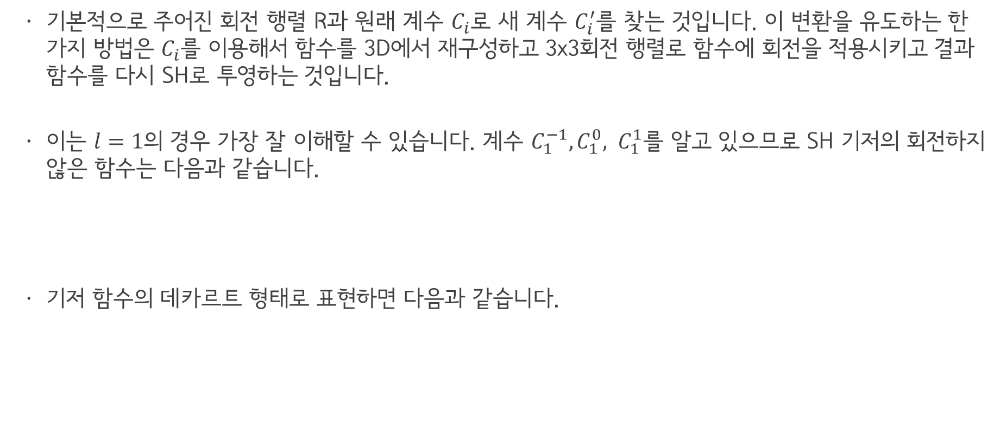 · 기본적으로 주어진 회전 행렬 R과 원래 계수 $C_i$로 새 계수 $C_i'$를 찾는 것입니다. 이 변환을 유도하는 한
가지 방법은 $C_i$를 이용해서 함수를 3D에서 재구성하고 3x3회전 행렬로 함수에 회전을 적용시키고 결과
함수를 다시 SH로 투영하는 것입니다.
· 이는 $l = 1$의 경우 가장 잘 이해할 수 있습니다. 계수 $C_1^{-1}, C_1^0, C_1^1$를 알고 있으므로 SH 기저의 회전하지
않은 함수는 다음과 같습니다.
· 기저 함수의 데카르트 형태로 표현하면 다음과 같습니다.